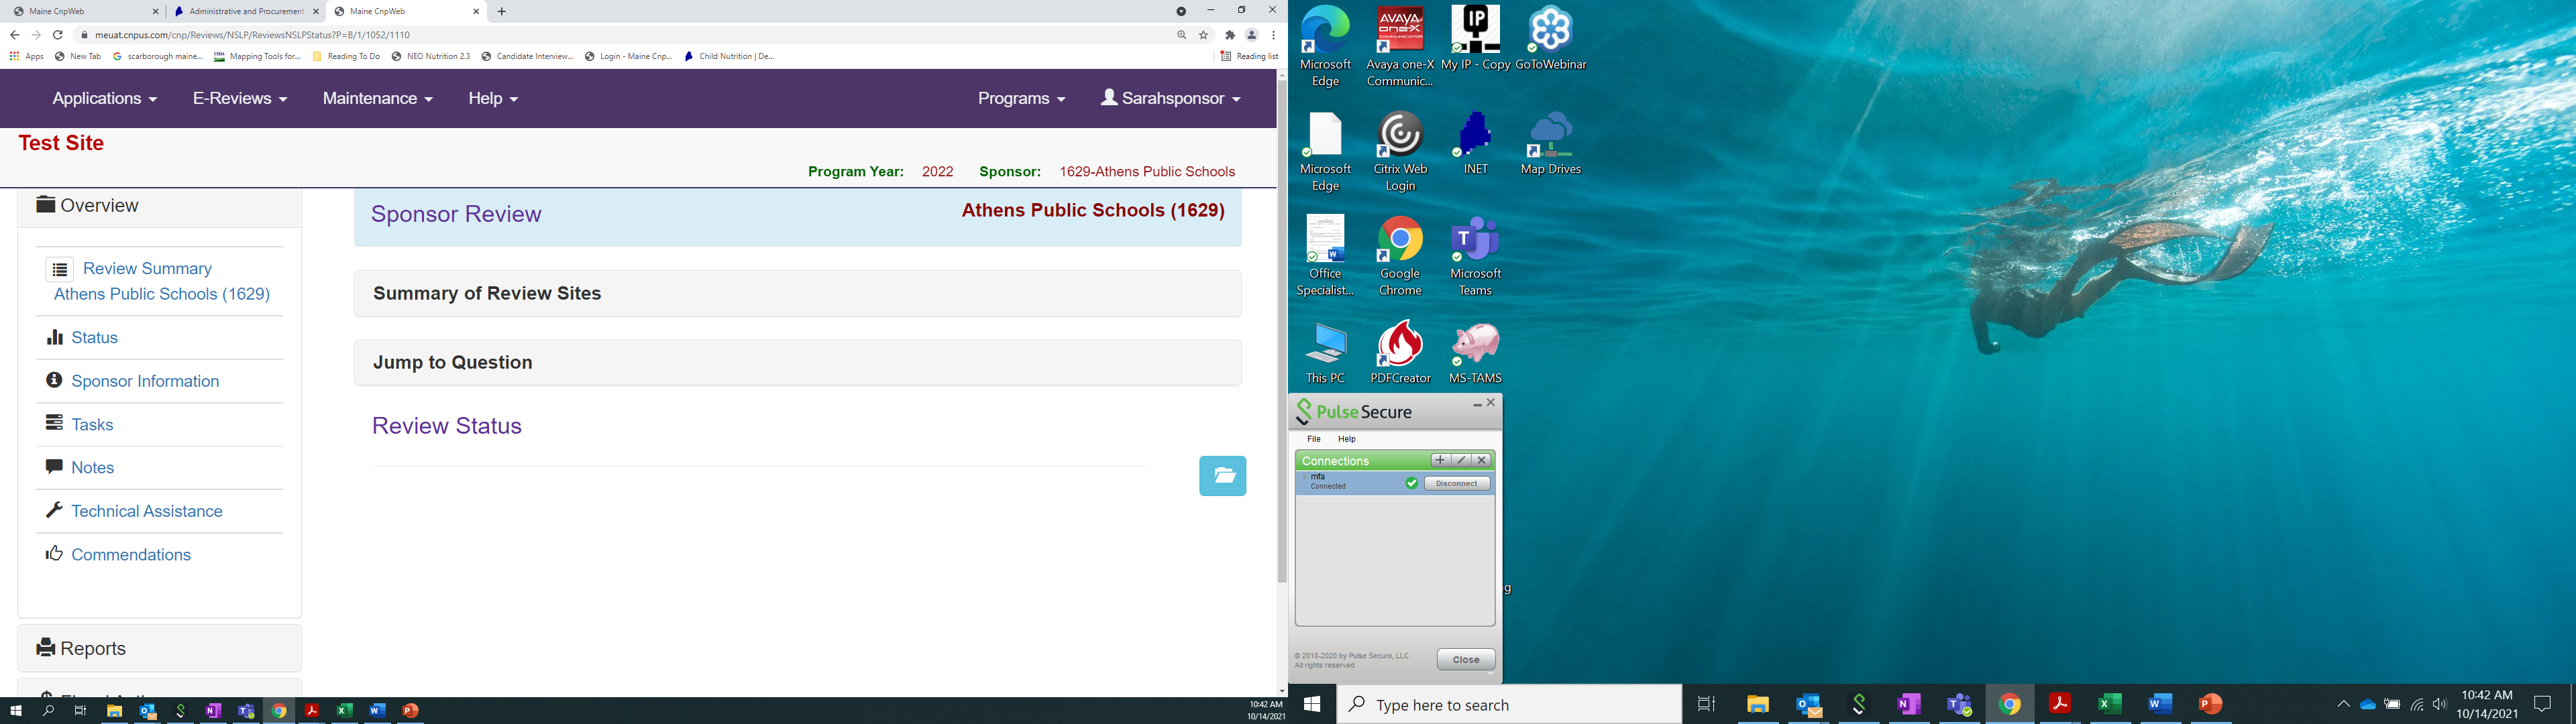 Maine CnpWeb
Administrative and Procurement
Maine CnpWeb
meuat.cnpus.com/cnp/Reviews/NSLP/ReviewsNSLPStatus?P=B/1/1052/1110
Apps
New Tab
scarborough maine...
Mapping Tools for...
Reading To Do
NEO Nutrition 2.3
Candidate Interview...
Login - Maine Cnp...
Child Nutrition | De...
Reading list
Applications
E-Reviews
Maintenance
Help
Programs
Sarahsponsor
Test Site
Program Year: 2022 Sponsor: 1629-Athens Public Schools
Overview
Review Summary
Athens Public Schools (1629)
Status
Sponsor Information
Tasks
Notes
Technical Assistance
Commendations
Reports
Sponsor Review
Athens Public Schools (1629)
Summary of Review Sites
Jump to Question
Review Status
10:42 AM
10/14/2021
Microsoft
Edge
Avaya one-X
Communic...
My IP - Copy
GoToWebinar
AVAYA
one-X
COMMUNICATOR
IP
Microsoft
Edge
Citrix Web
Login
INET
Map Drives
Office
Specialist...
Google
Chrome
Microsoft
Teams
This PC
PDFCreator
MS-TAMS
Pulse Secure
File
Help
Connections
mfa
Connected
Disconnect
© 2010-2020 by Pulse Secure, LLC
All rights reserved
Close
.g
Type here to search
10:42 AM
10/14/2021